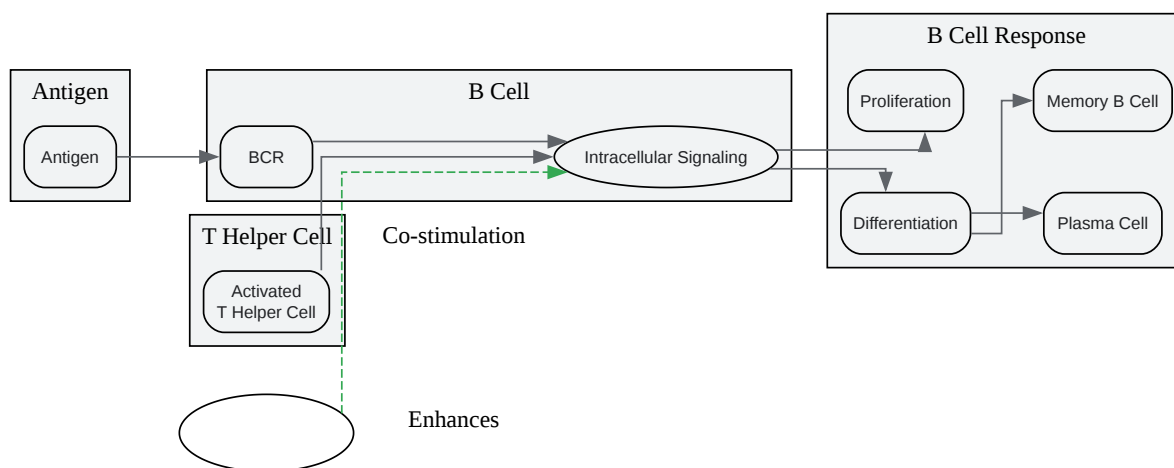 Antigen
Antigen
B Cell
BCR
Intracellular Signaling
B Cell Response
Proliferation
Memory B Cell
Differentiation
Plasma Cell
T Helper Cell
Activated
T Helper Cell
Co-stimulation
Enhances